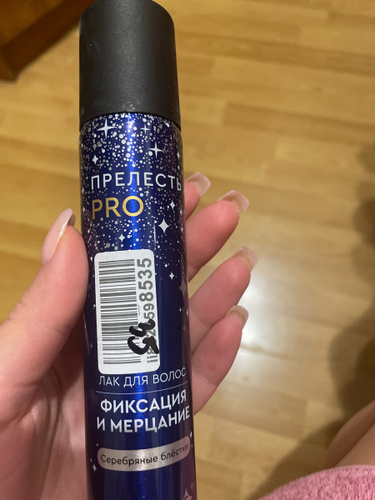 ПРЕЛЕСТЬ
PRO
598535
ЛАК ДЛЯ ВОЛОС
ФИКСАЦИЯ
И МЕРЦАНИЕ
Серебряные блёстки